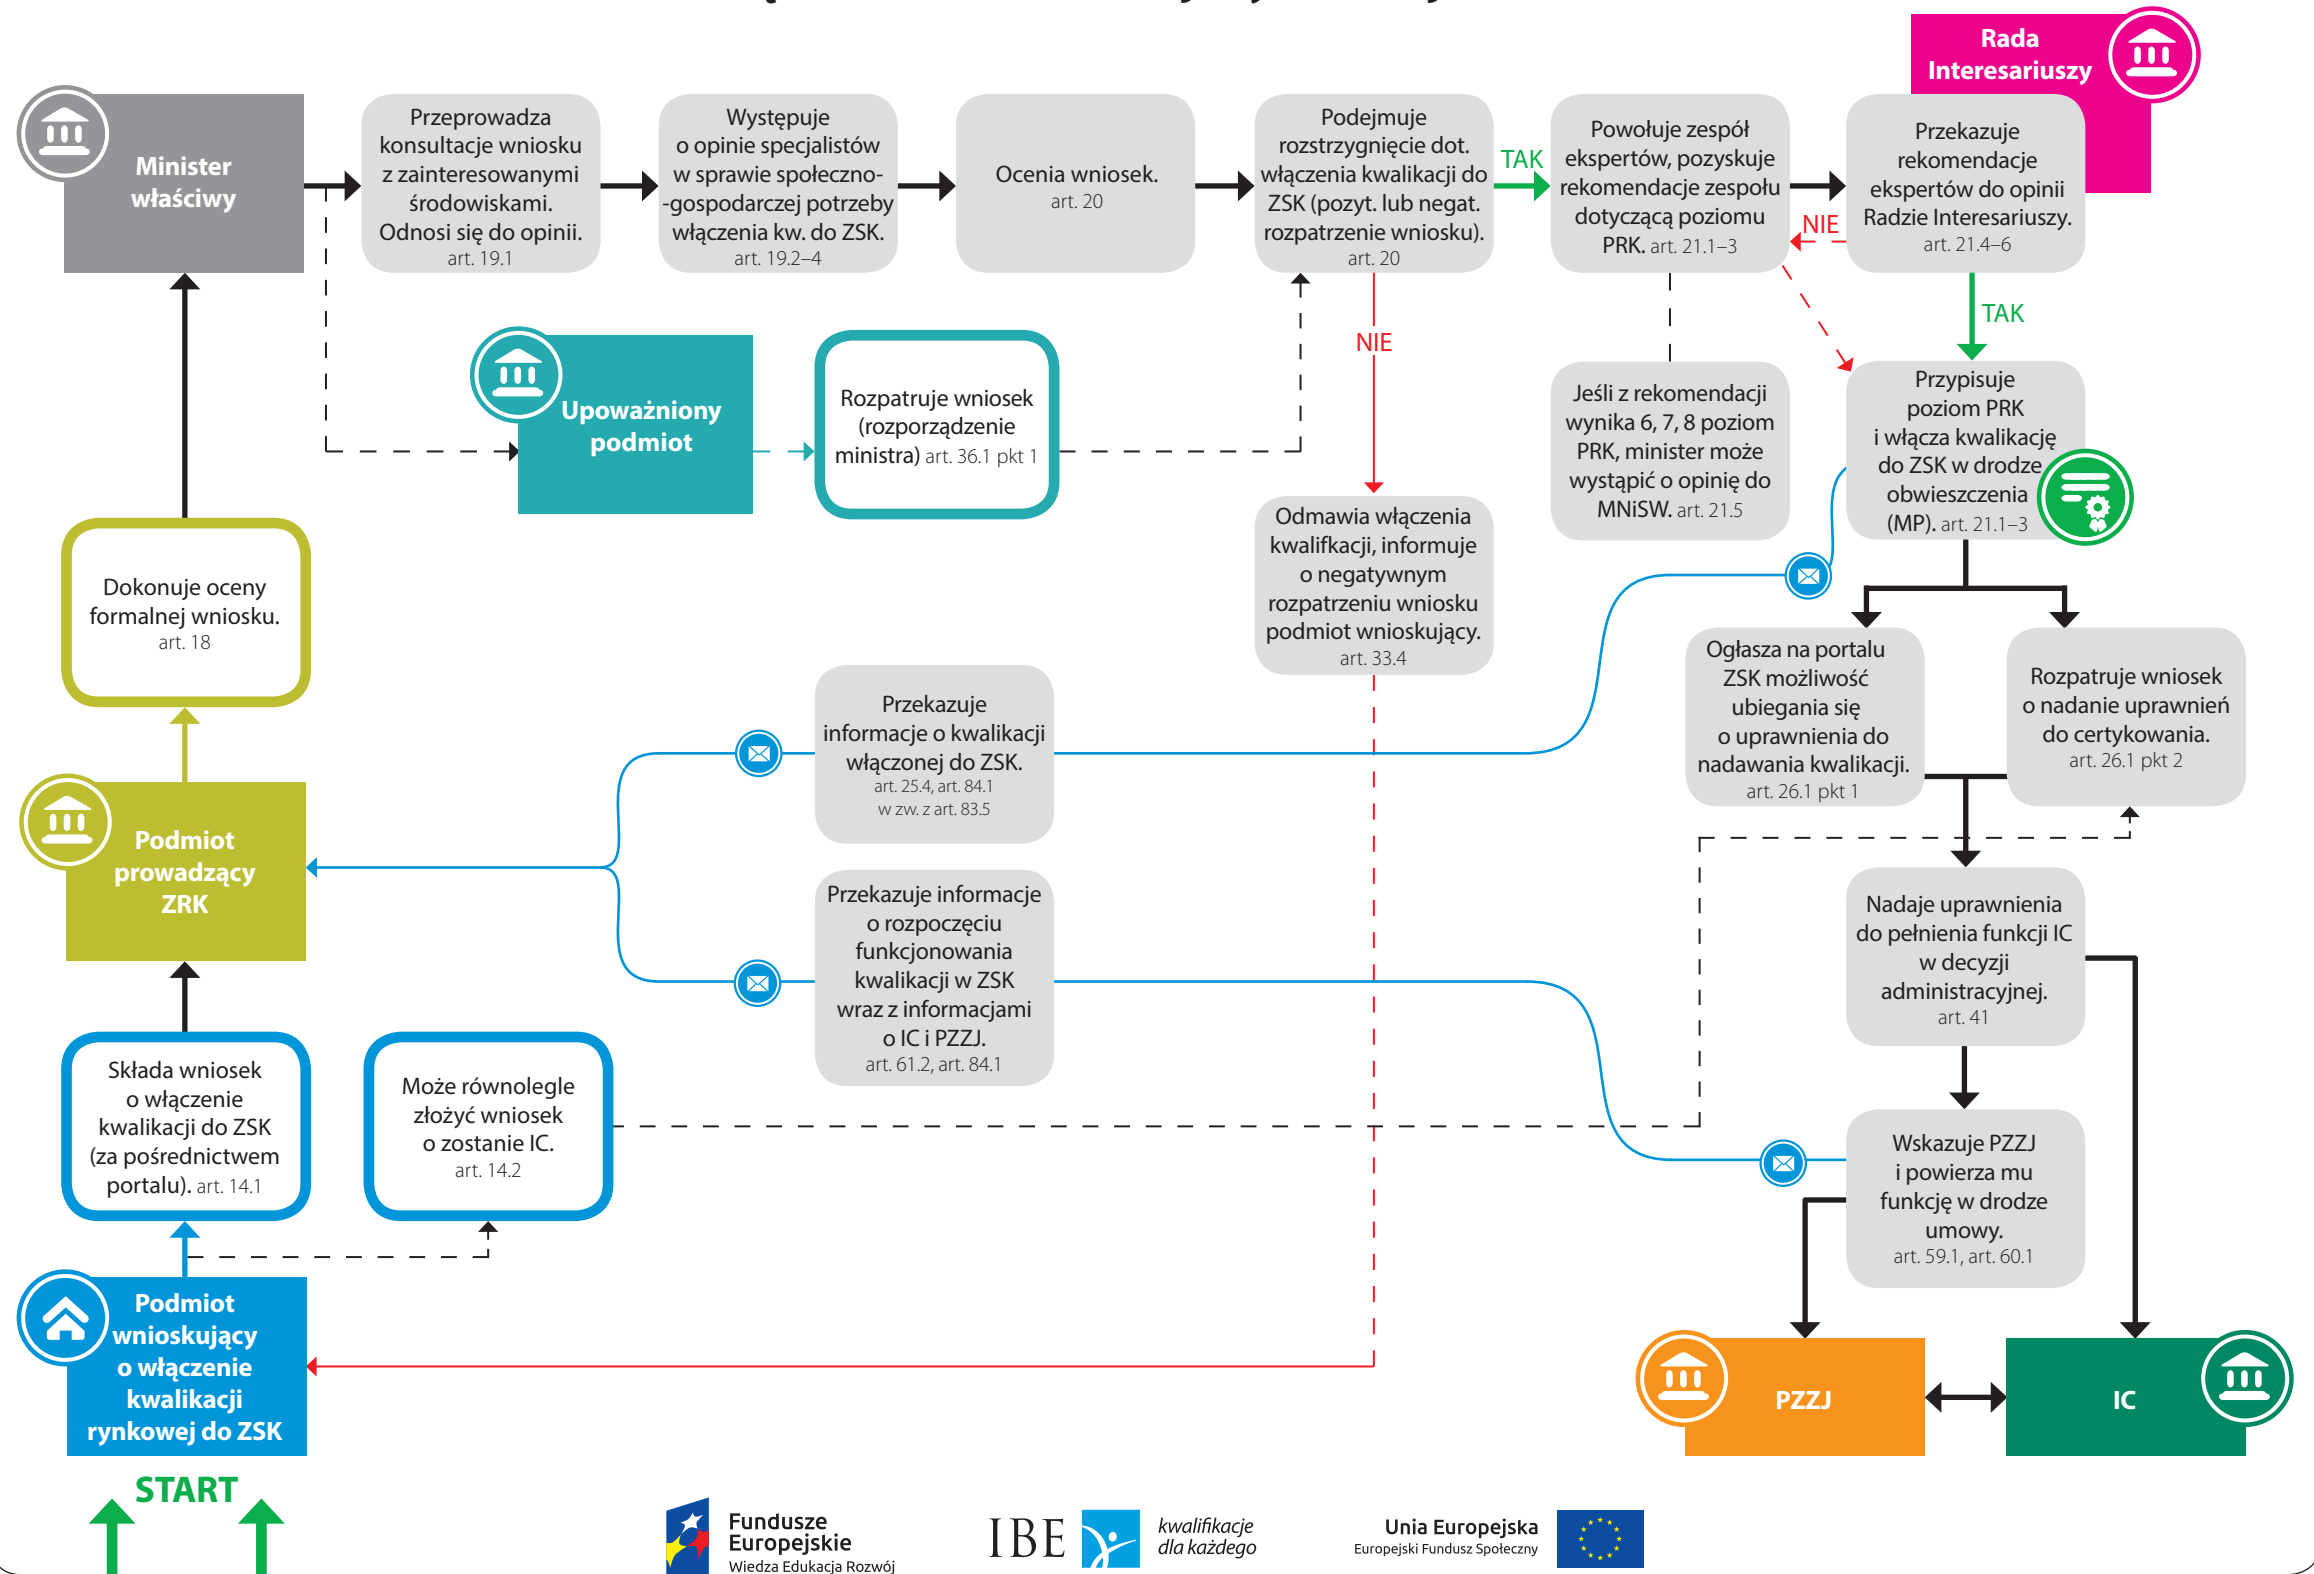 Rada
Interesariuszy
Minister
właściwy
Przeprowadza
konsultacje wniosku
z zainteresowanymi
środowiskami.
Odnosi się do opinii.
art. 19.1
Występuje
o opinie specjalistów
w sprawie społeczno-
-gospodarczej potrzeby
włączenia kw. do ZSK.
art. 19.2–4
Ocenia wniosek.
art. 20
Podejmuje
rozstrzygnięcie dot.
włączenia kwalikacji do
ZSK (pozyt. lub negat.
rozpatrzenie wniosku).
art. 20
TAK
Powołuje zespół
ekspertów, pozyskuje
rekomendacje zespołu
dotyczącą poziomu
PRK. art. 21.1–3
NIE
Przekazuje
rekomendacje
ekspertów do opinii
Radzie Interesariuszy.
art. 21.4–6
TAK
NIE
Upoważniony
podmiot
Rozpatruje wniosek
(rozporządzenie
ministra) art. 36.1 pkt 1
Jeśli z rekomendacji
wynika 6, 7, 8 poziom
PRK, minister może
wystąpić o opinię do
MNiSW. art. 21.5
Przypisuje
poziom PRK
i włącza kwalikację
do ZSK w drodze
obwieszczenia
(MP). art. 21.1–3
Odmawia włączenia
kwalifkacji, informuje
o negatywnym
rozpatrzeniu wniosku
podmiot wnioskujący.
art. 33.4
Dokonuje oceny
formalnej wniosku.
art. 18
Ogłasza na portalu
ZSK możliwość
ubiegania się
o uprawnienia do
nadawania kwalikacji.
art. 26.1 pkt 1
Rozpatruje wniosek
o nadanie uprawnień
do certykowania.
art. 26.1 pkt 2
Przekazuje
informacje o kwalikacji
włączonej do ZSK.
art. 25.4, art. 84.1
w zw. z art. 83.5
Podmiot
prowadzący
ZRK
Przekazuje informacje
o rozpoczęciu
funkcjonowania
kwalikacji w ZSK
wraz z informacjami
o IC i PZZJ.
art. 61.2, art. 84.1
Nadaje uprawnienia
do pełnienia funkcji IC
w decyzji
administracyjnej.
art. 41
Składa wniosek
o włączenie
kwalikacji do ZSK
(za pośrednictwem
portalu). art. 14.1
Może równolegle
złożyć wniosek
o zostanie IC.
art. 14.2
Wskazuje PZZJ
i powierza mu
funkcję w drodze
umowy.
art. 59.1, art. 60.1
Podmiot
wnioskujący
o włączenie
kwalikacji
rynkowej do ZSK
PZZJ
IC
START
Fundusze
Europejskie
Wiedza Edukacja Rozwój
IBE
kwalifikacje
dla każdego
Unia Europejska
Europejski Fundusz Społeczny